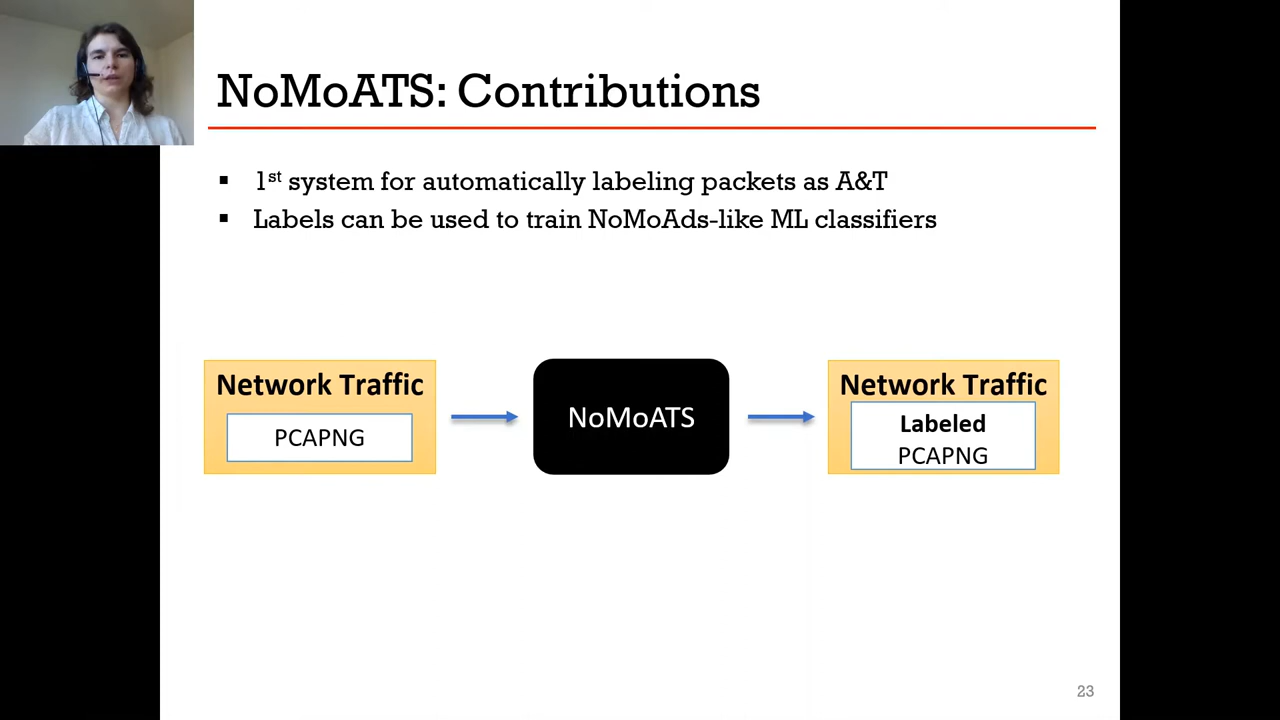 NoMoATS: Contributions
▪ 1st system for automatically labeling packets as A&T
▪ Labels can be used to train NoMoAds-like ML classifiers
Network Traffic
PCAPNG
NoMoATS
Network Traffic
Labeled
PCAPNG
23